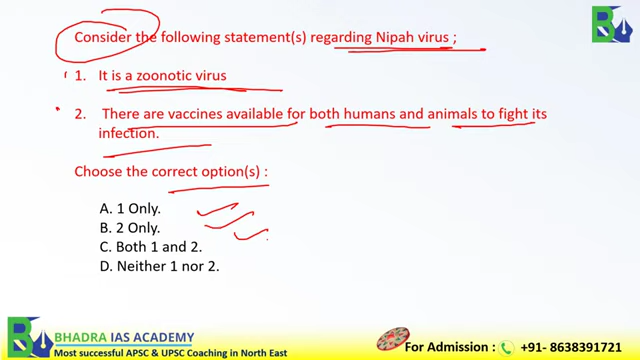 Consider the following statement(s) regarding Nipah virus ;
1. It is a zoonotic virus
2. There are vaccines available for both humans and animals to fight its
infection.
Choose the correct option(s) :
A. 1 Only.
B. 2 Only.
C. Both 1 and 2.
D. Neither 1 nor 2.
BHADRA IAS ACADEMY
Most successful APSC & UPSC Coaching in North East
For Admission : +91- 8638391721